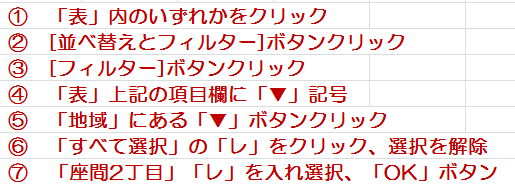 ① 「表」内のいずれかをクリック
② [並べ替えとフィルター]ボタンクリック
③ [フィルター]ボタンクリック
④ 「表」上記の項目欄に「▼」記号
⑤ 「地域」にある「▼」ボタンクリック
⑥ 「すべて選択」の「レ」をクリック、選択を解除
⑦ 「座間2丁目」「レ」を入れ選択、「OK」ボタン